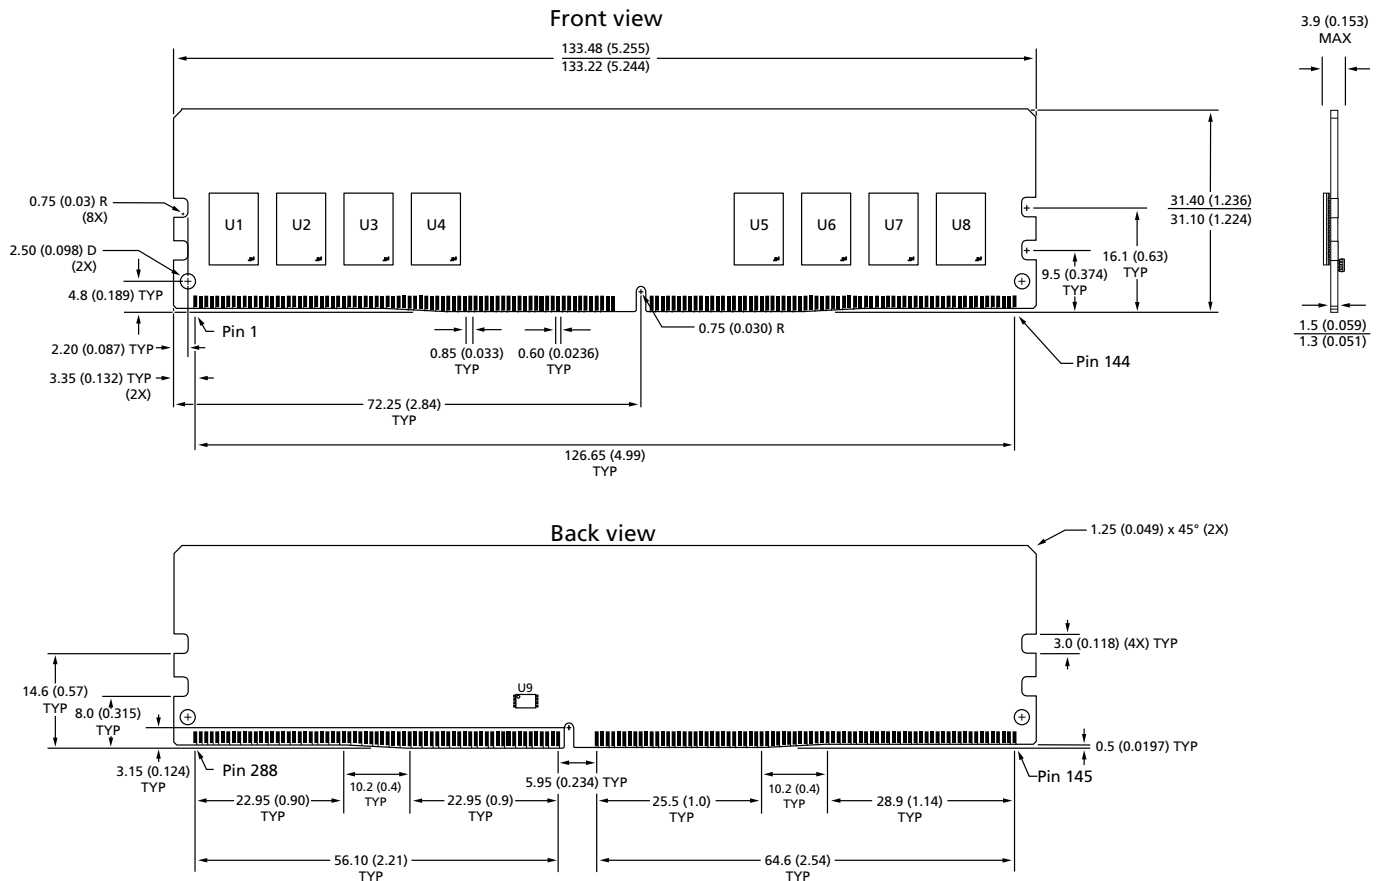 Front view
133.48 (5.255)
133.22 (5.244)
3.9 (0.153)
MAX
0.75 (0.03) R
(8X)
U1
U2
U3
U4
U5
U6
U7
U8
31.40 (1.236)
31.10 (1.224)
2.50 (0.098) D
(2X)
16.1 (0.63)
TYP
9.5 (0.374)
TYP
4.8 (0.189) TYP
Pin 1
0.75 (0.030) R
1.5 (0.059)
1.3 (0.051)
2.20 (0.087) TYP
0.85 (0.033)
TYP
0.60 (0.0236)
TYP
Pin 144
3.35 (0.132) TYP
(2X)
72.25 (2.84)
TYP
126.65 (4.99)
TYP
Back view
1.25 (0.049) x 45° (2X)
3.0 (0.118) (4X) TYP
14.6 (0.57)
TYP
U9
8.0 (0.315)
TYP
0.5 (0.0197) TYP
3.15 (0.124)
TYP
Pin 288
5.95 (0.234) TYP
Pin 145
22.95 (0.90)
TYP
10.2 (0.4)
TYP
22.95 (0.9)
TYP
25.5 (1.0)
TYP
10.2 (0.4)
TYP
28.9 (1.14)
TYP
56.10 (2.21)
TYP
64.6 (2.54)
TYP